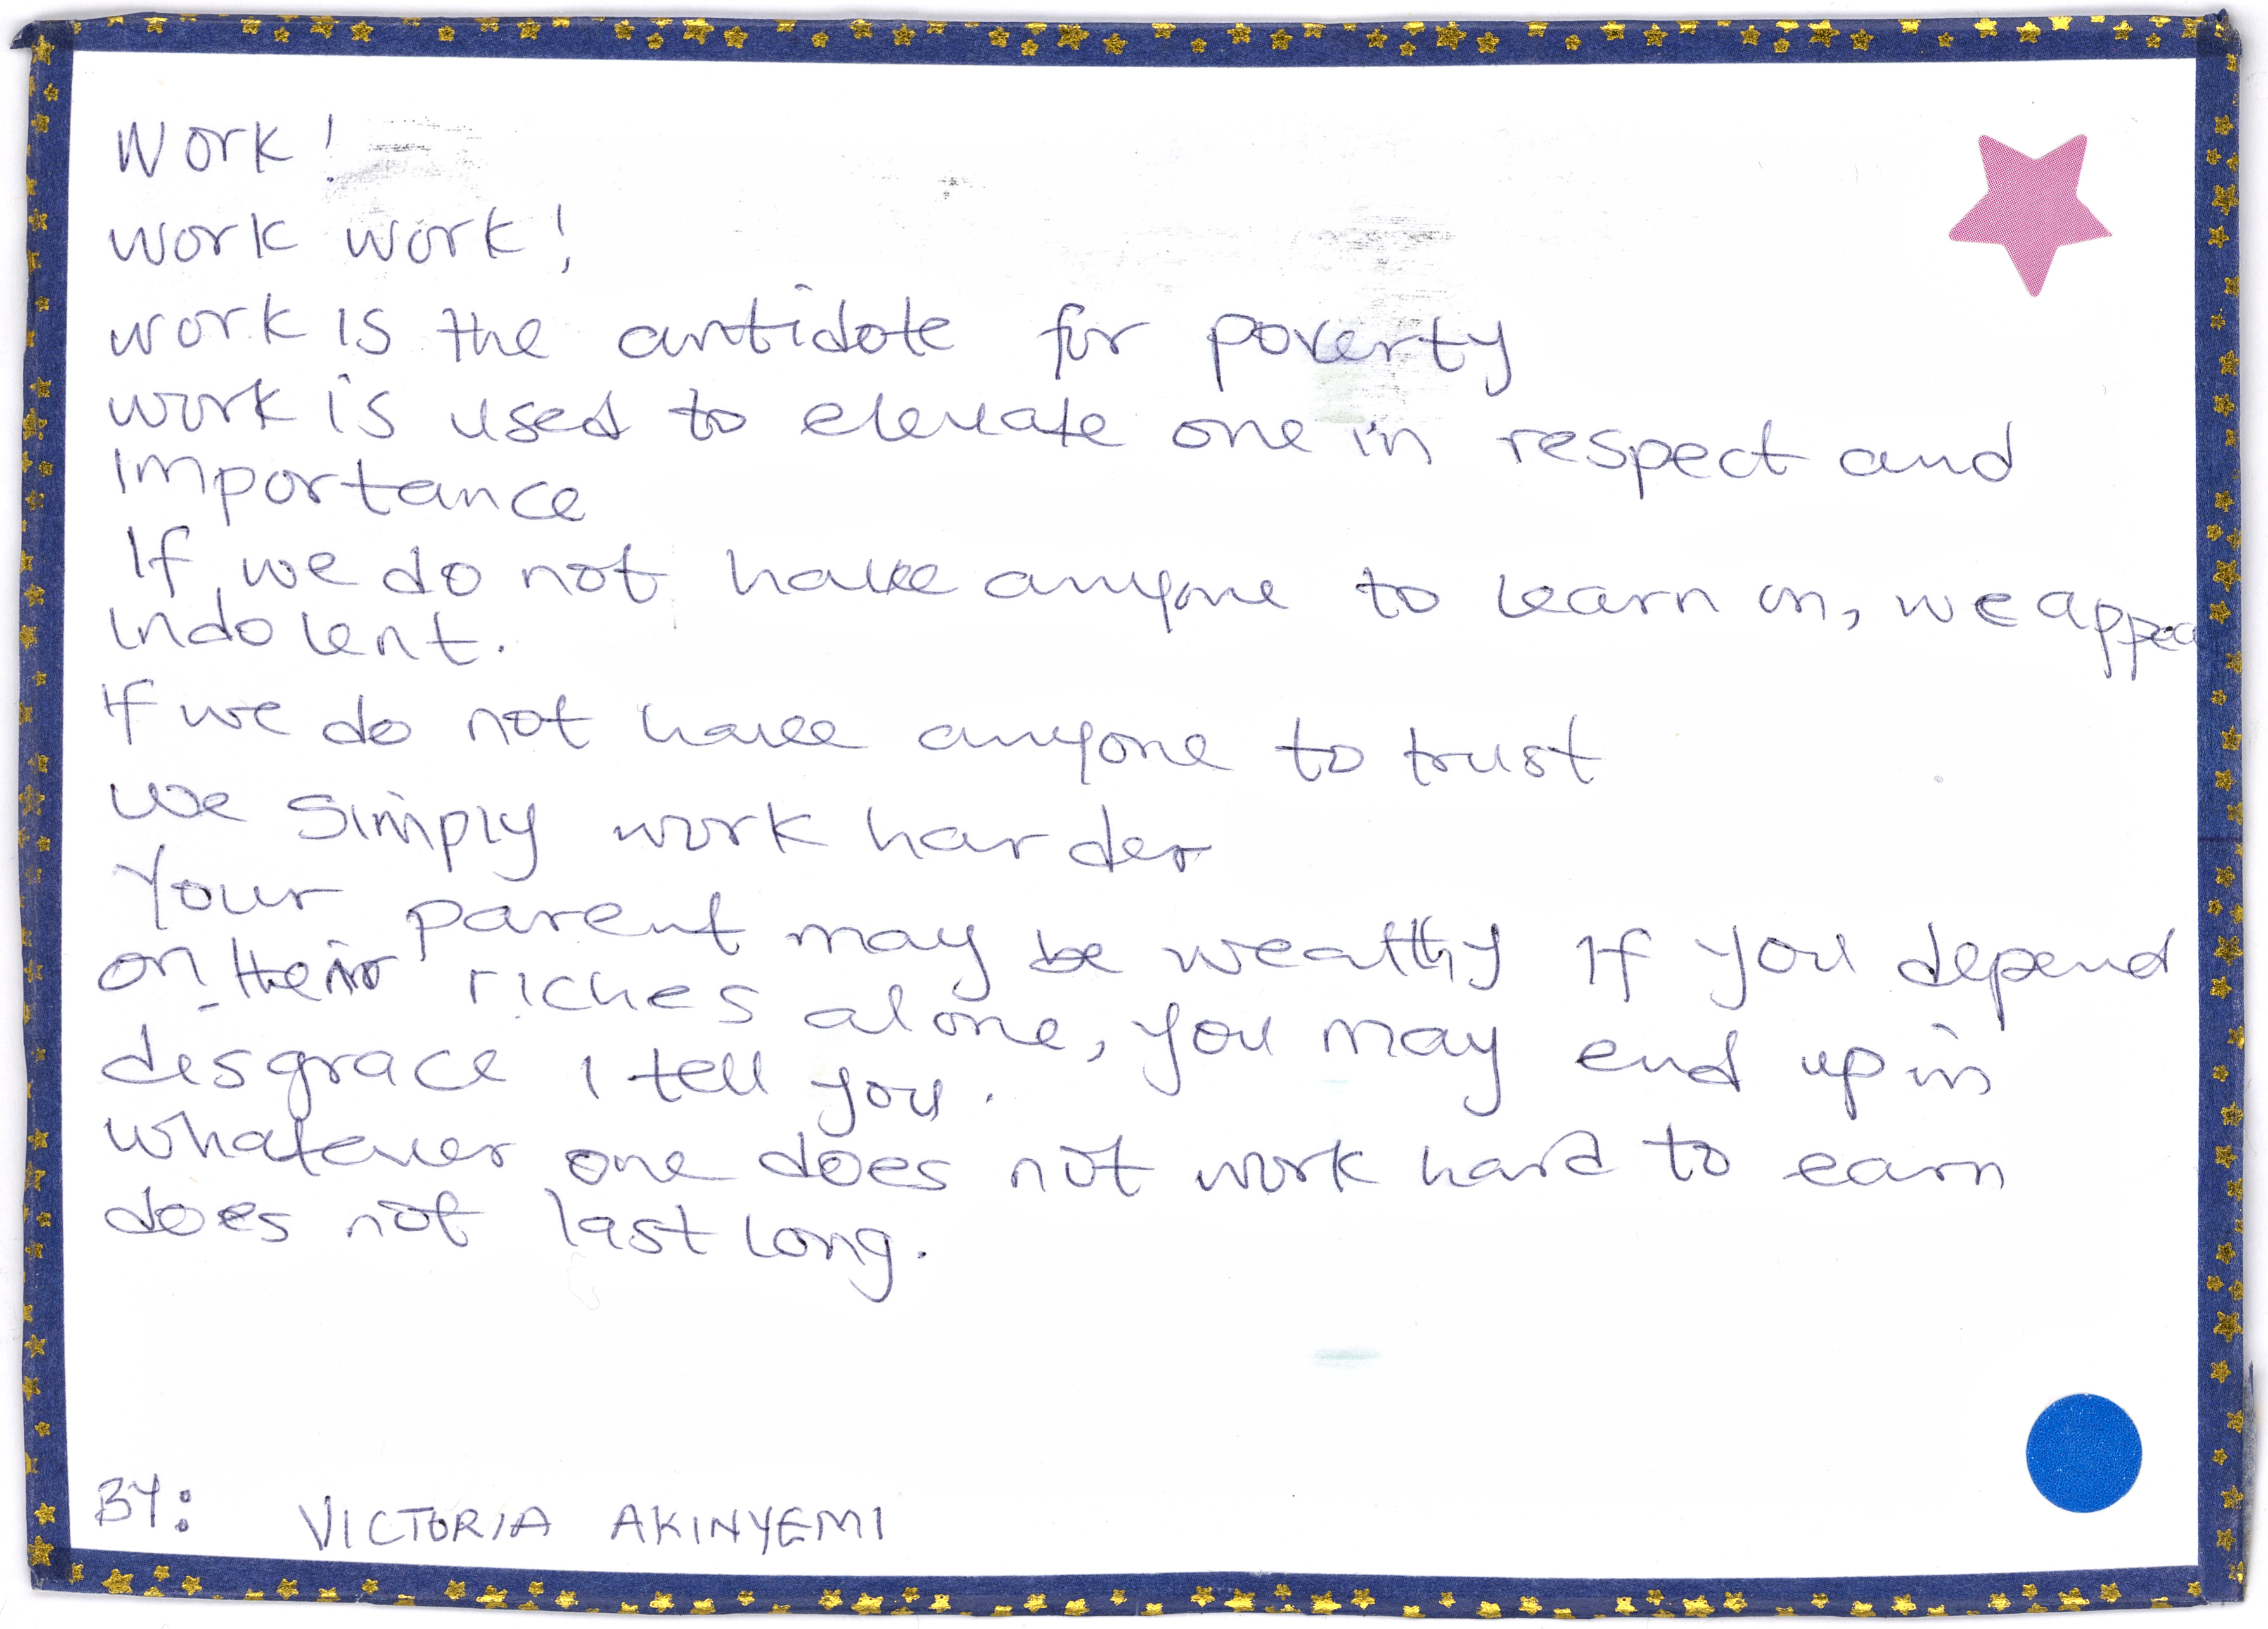 Work!
work work!
work is the antidote for poverty
work is used to elevate one in respect and
Importance
If we do not have anyone to learn on, we appea
Indolent.
If we do not have anyone to trust
we simply work harder
Your parent may be wealthy If you depend
on their riches alone, you may end up in
disgrace I tell you.
whatever one does not work hard to earn
does not last long.
BY: VICTORIA AKINYEMI